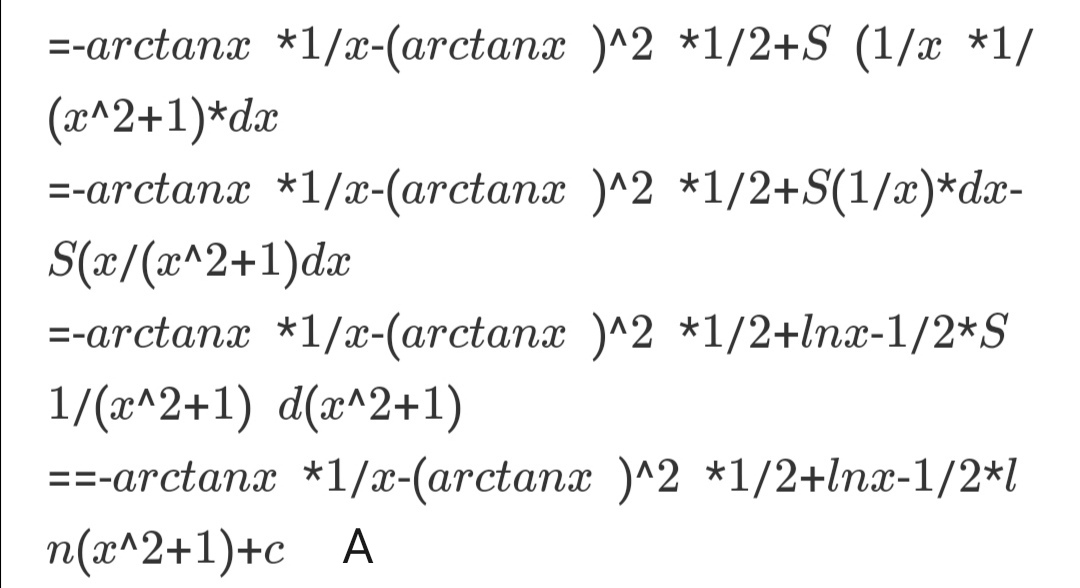 =-arctanx *1/x-(arctanx )^2 *1/2+S (1/x *1/
(x^2+1)*dx
=-arctanx *1/x-(arctanx )^2 *1/2+S(1/x)*dx-
S(x/(x^2+1)dx
=-arctanx *1/x-(arctanx )^2 *1/2+lnx-1/2*S
1/(x^2+1) d(x^2+1)
==-arctanx *1/x-(arctanx )^2 *1/2+lnx-1/2*l
n(x^2+1)+c A